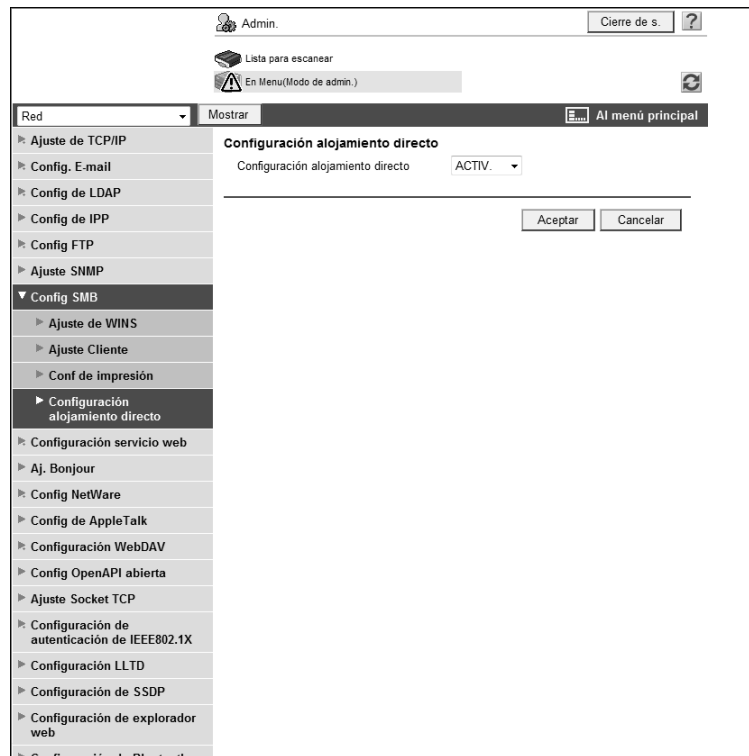 Admin.
Cierre de s.
?
Lista para escanear
En Menu(Modo de admin.)
Red
Mostrar
Al menú principal
Ajuste de TCP/IP
Config. E-mail
Config de LDAP
Config de IPP
Config FTP
Ajuste SNMP
Config SMB
Ajuste de WINS
Ajuste Cliente
Conf de impresión
Configuración
alojamiento directo
Configuración servicio web
Aj. Bonjour
Config NetWare
Config de AppleTalk
Configuración WebDAV
Config OpenAPI abierta
Ajuste Socket TCP
Configuración de
autenticación de IEEE802.1X
Configuración LLTD
Configuración de SSDP
Configuración de explorador
web
Configuración alojamiento directo
Configuración alojamiento directo
ACTIV.
Aceptar
Cancelar